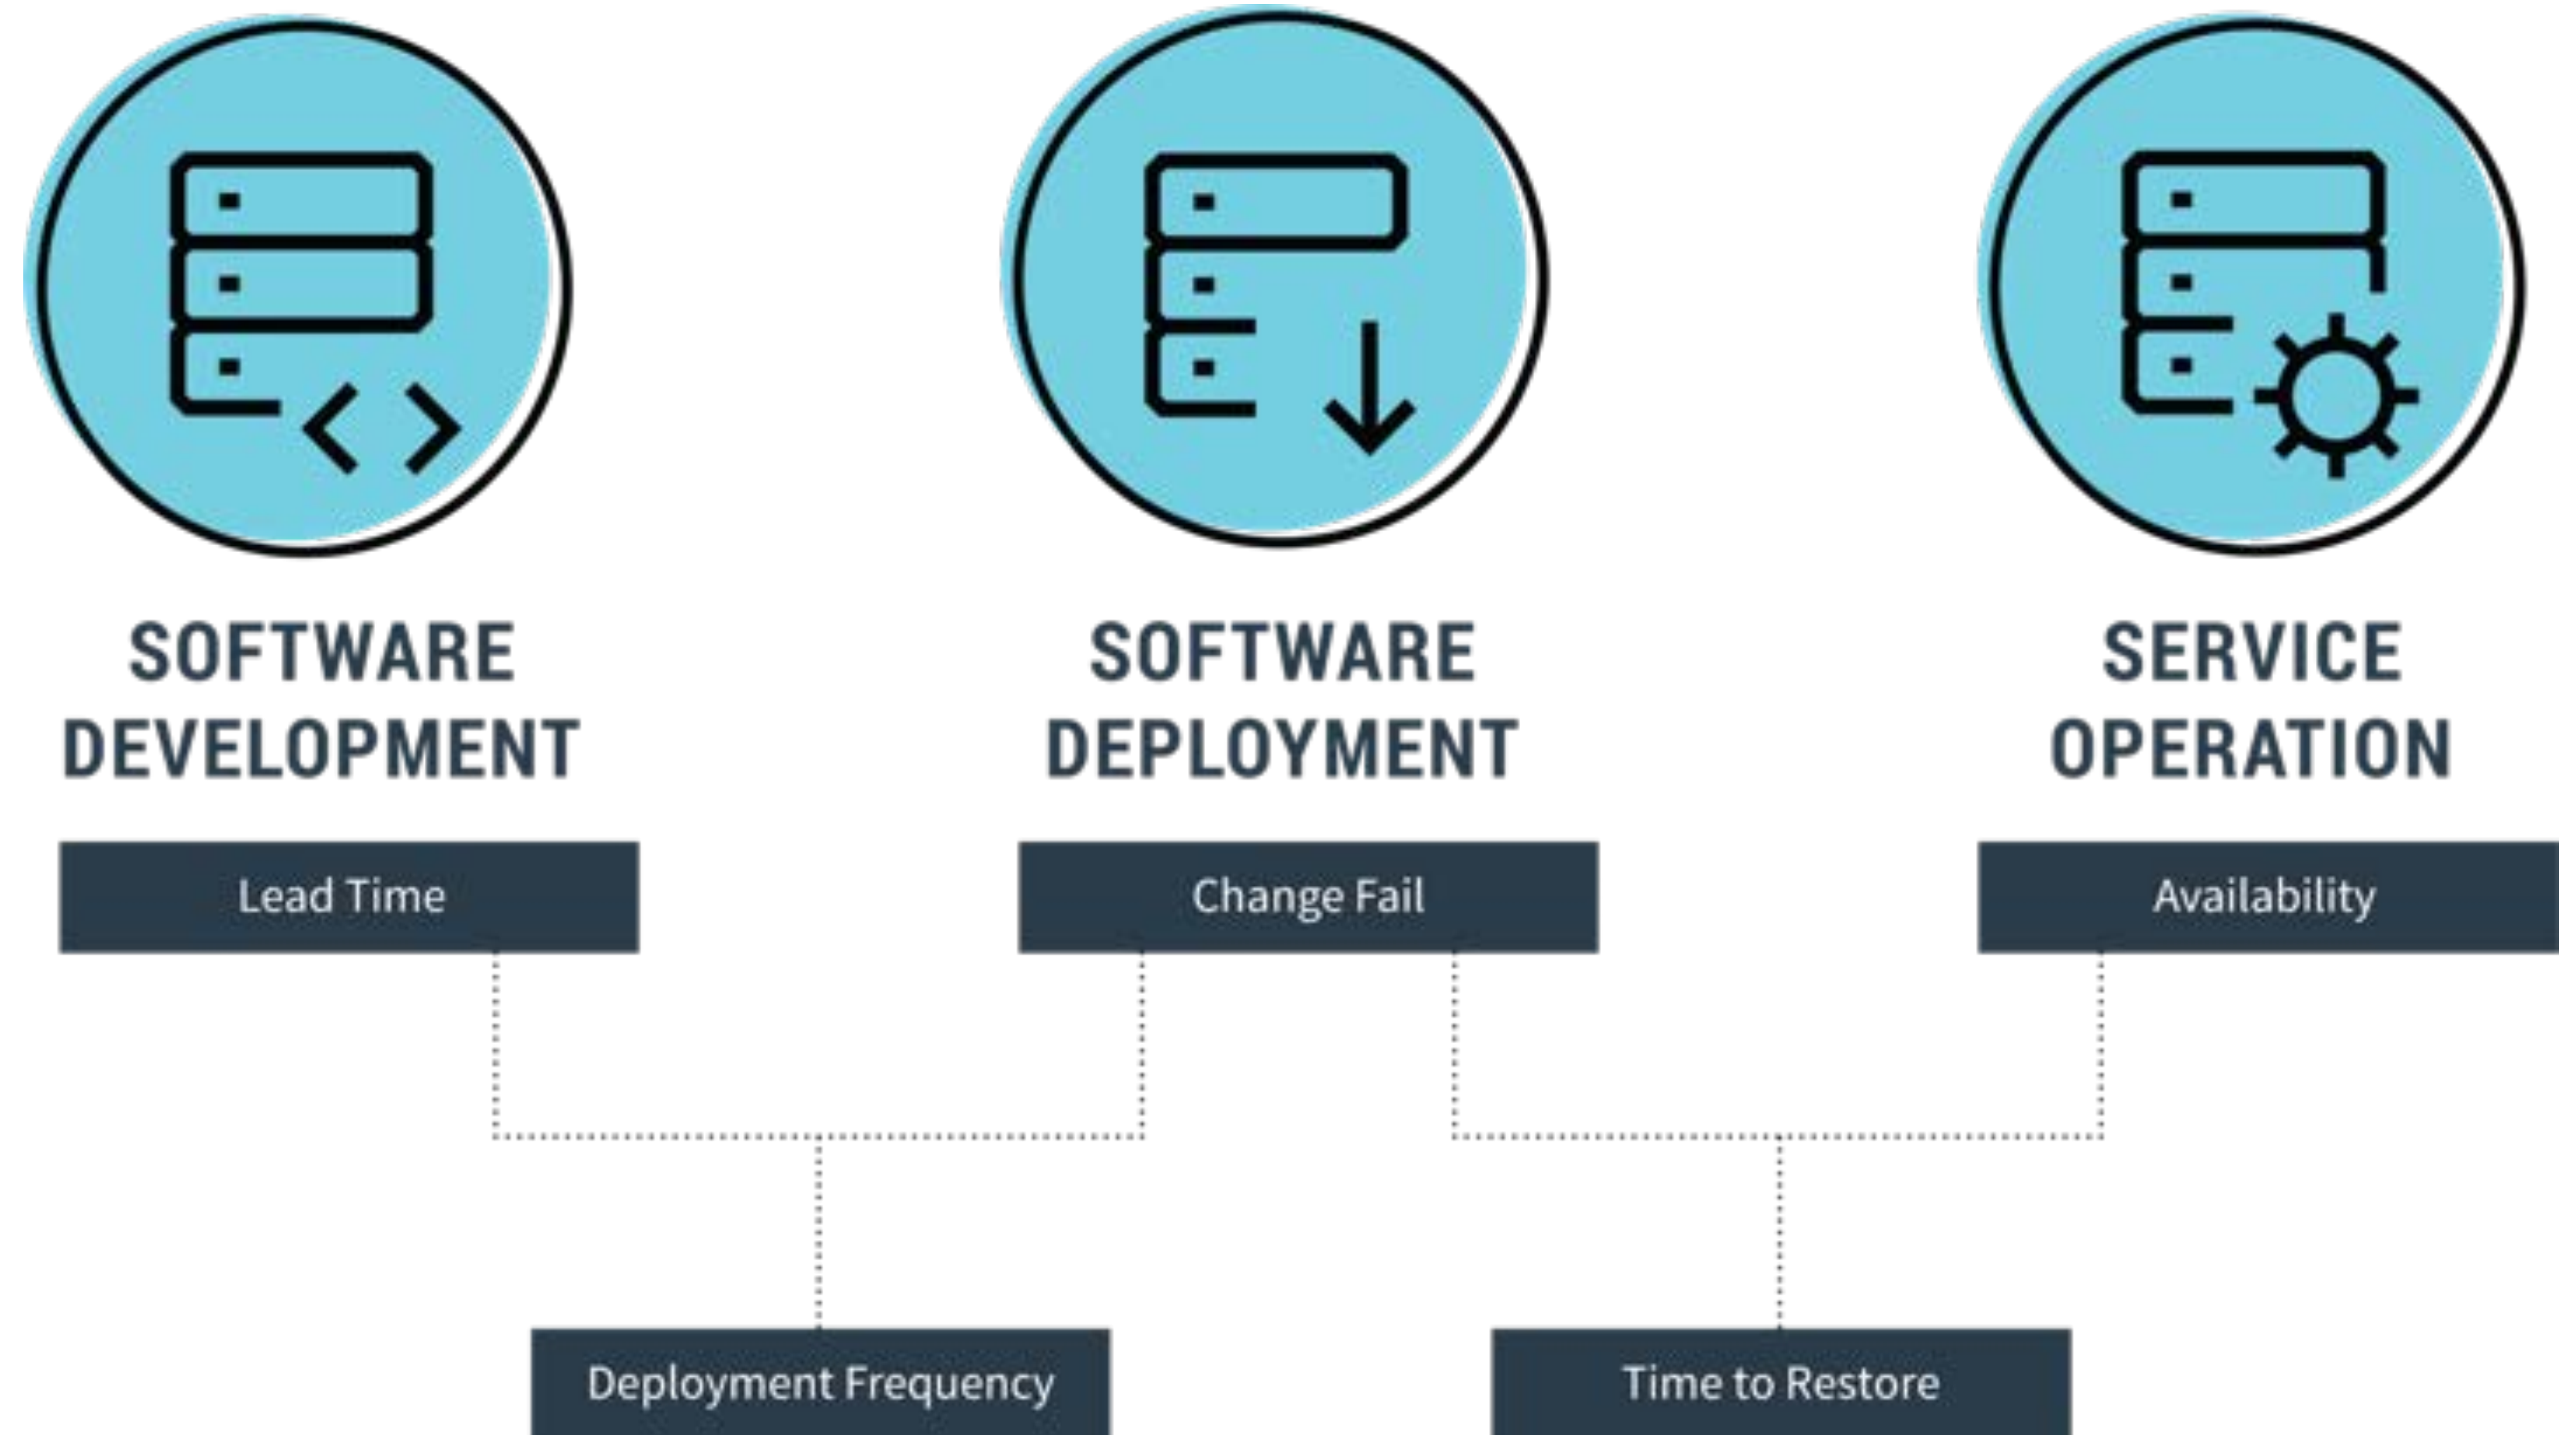 SOFTWARE
DEVELOPMENT
SOFTWARE
DEPLOYMENT
SERVICE
OPERATION
Lead Time
Change Fail
Availability
Deployment Frequency
Time to Restore